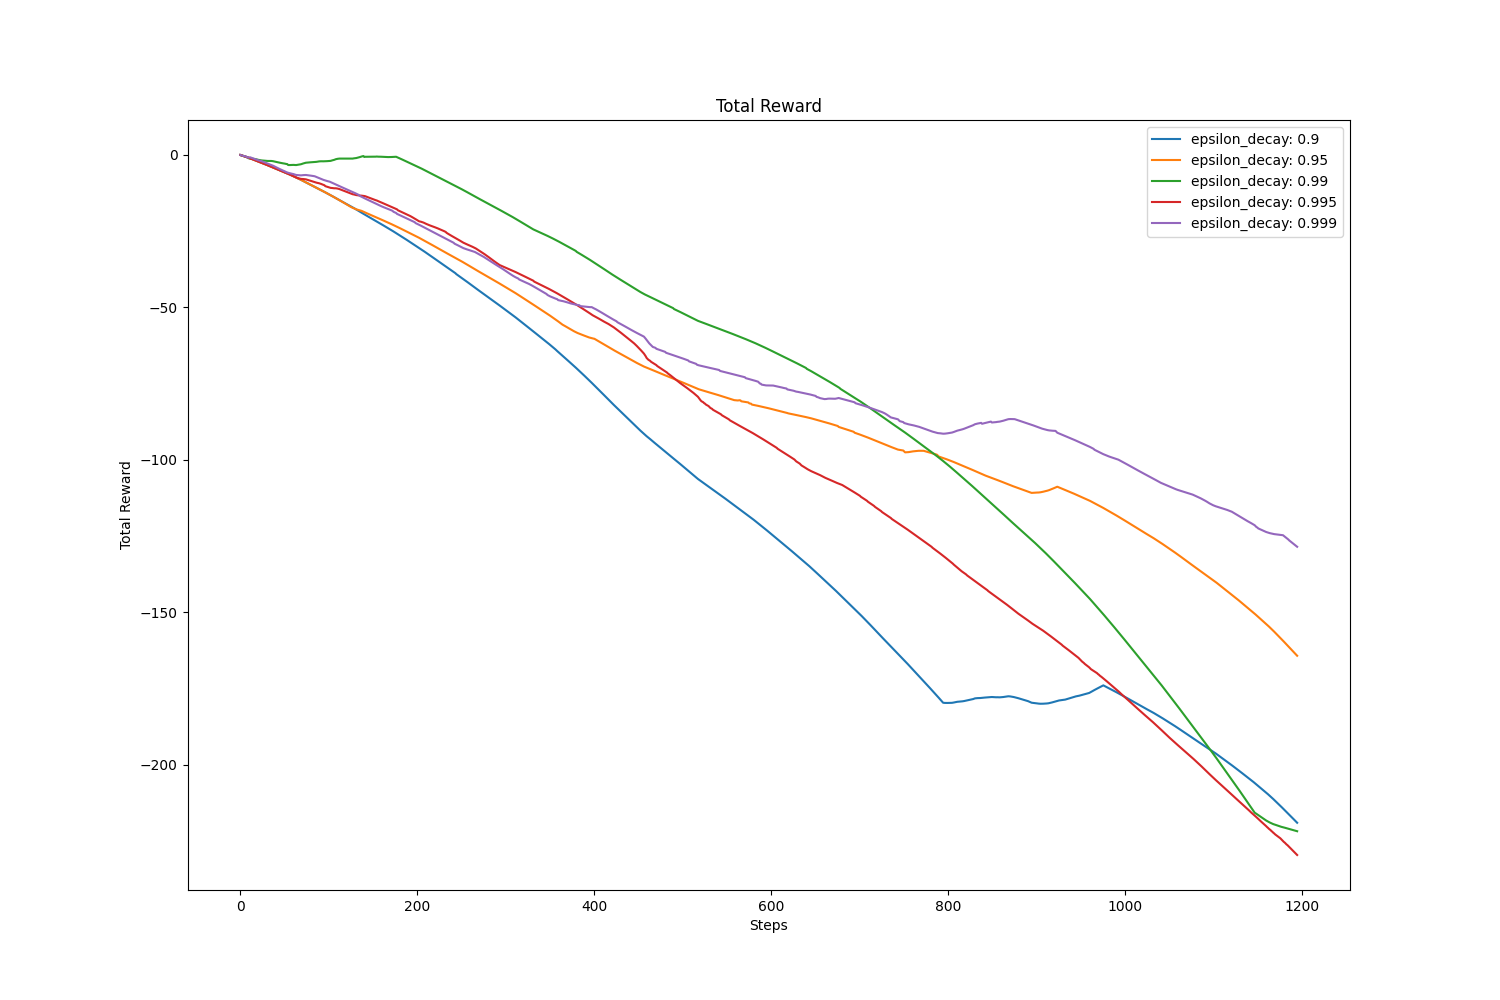 Total Reward
epsilon_decay: 0.9
epsilon_decay: 0.95
epsilon_decay: 0.99
epsilon_decay: 0.995
epsilon_decay: 0.999
Total Reward
0
−50
−100
−150
−200
0 200 400 600 800 1000 1200
Steps